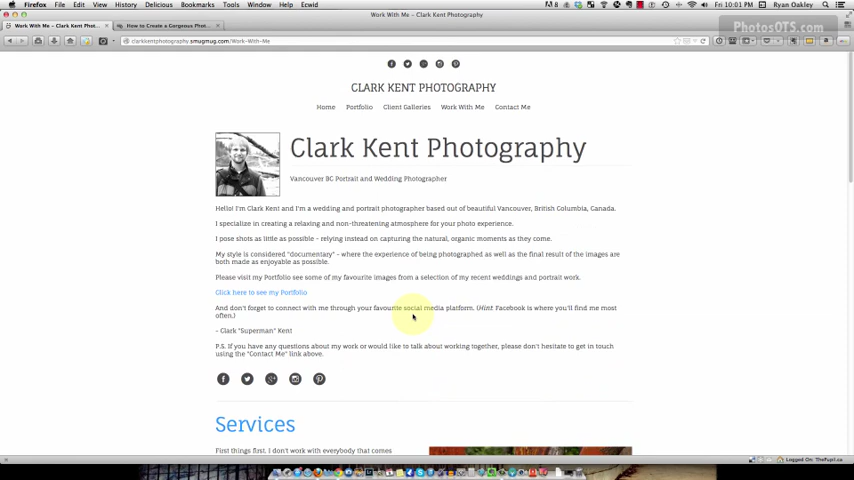 Firefox File Edit View History Delicious Bookmarks Tools Window Help Ecwid
8 Fri 10:01 PM Ryan Oakley
Work With Me – Clark Kent Photography
PhotosOTS.com
Work With Me – Clark Kent Phot...
How to Create a Gorgeous Phot...
clarkkentphotography.smugmug.com/Work-With-Me
CLARK KENT PHOTOGRAPHY
Home Portfolio Client Galleries Work With Me Contact Me
Clark Kent Photography
Vancouver BC Portrait and Wedding Photographer
Hello! I'm Clark Kent and I'm a wedding and portrait photographer based out of beautiful Vancouver, British Columbia, Canada.
I specialize in creating a relaxing and non-threatening atmosphere for your photo experience.
I pose shots as little as possible - relying instead on capturing the natural, organic moments as they come.
My style is considered "documentary" - where the experience of being photographed as well as the final result of the images are
both made as enjoyable as possible.
Please visit my Portfolio see some of my favourite images from a selection of my recent weddings and portrait work.
Click here to see my Portfolio
And don't forget to connect with me through your favourite social media platform. (Hint: Facebook is where you'll find me most
often.)
– Clark "Superman" Kent
P.S. If you have any questions about my work or would like to talk about working together, please don't hesitate to get in touch
using the "Contact Me" link above.
Services
First things first. I don't work with everybody that comes
Logged On: ThePupil.ca